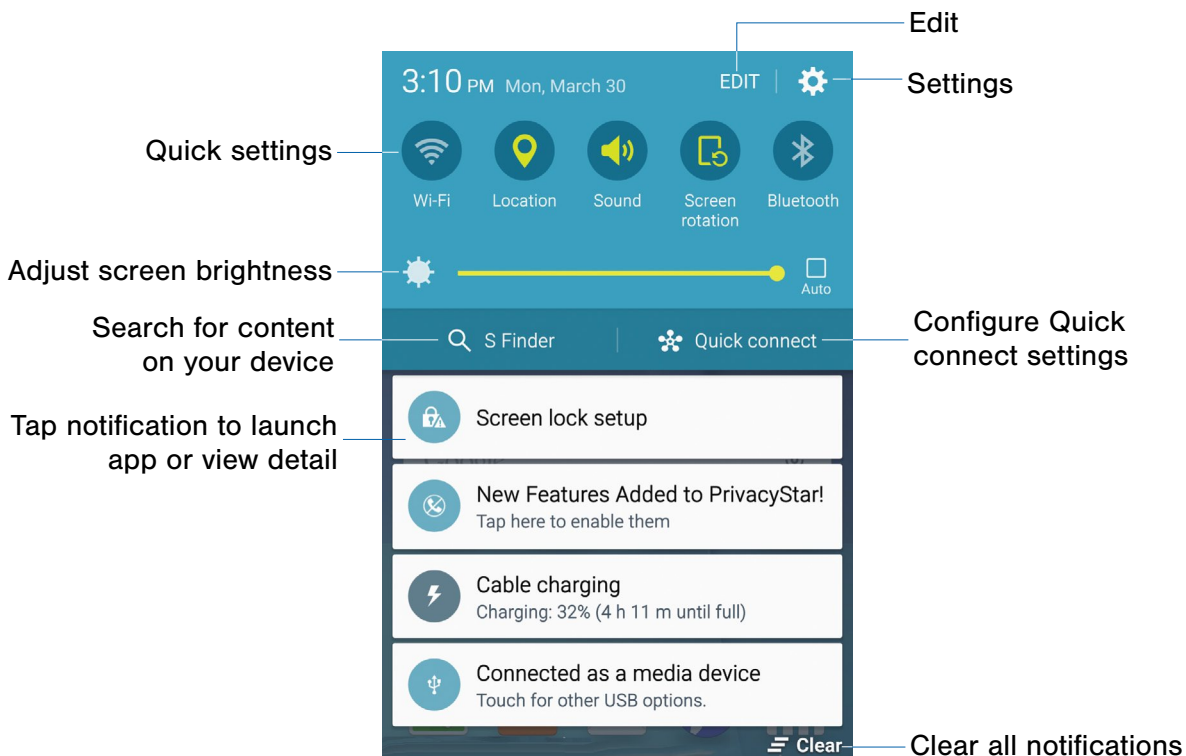 Edit
3:10 PM Mon, March 30 EDIT
Settings
Quick settings
Wi-Fi Location Sound Screen rotation Bluetooth
Adjust screen brightness
Auto
Search for content
on your device
S Finder Quick connect
Configure Quick
connect settings
Tap notification to launch
app or view detail
Screen lock setup
New Features Added to PrivacyStar!
Tap here to enable them
Cable charging
Charging: 32% (4 h 11 m until full)
Connected as a media device
Touch for other USB options.
Clear
Clear all notifications